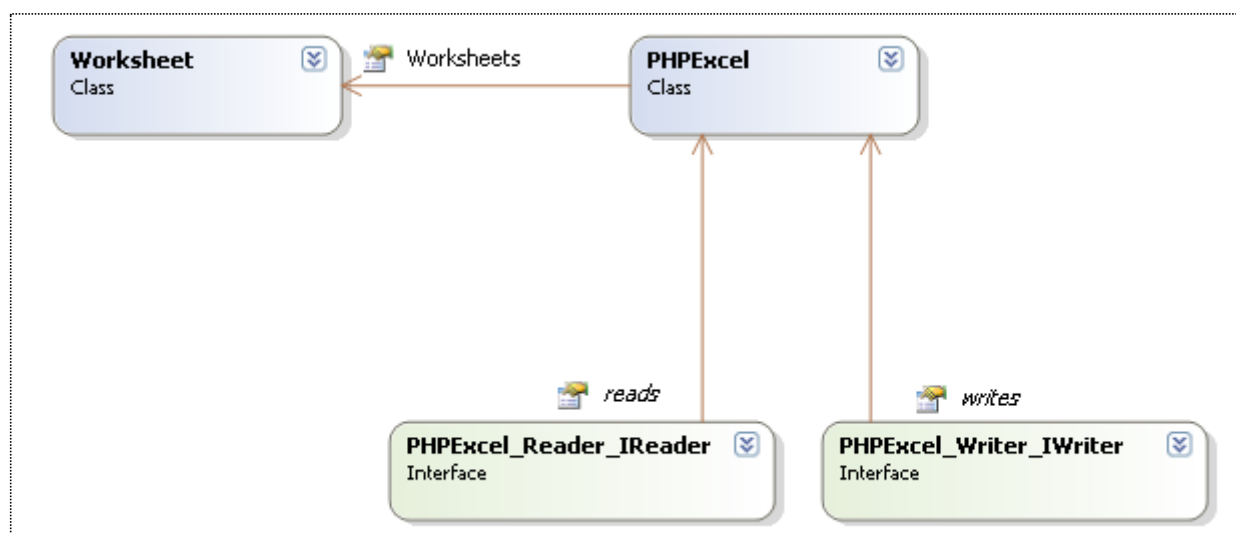 Worksheet
Class
Worksheets
PHPExcel
Class
reads
PHPExcel_Reader_IReader
Interface
writes
PHPExcel_Writer_IWriter
Interface